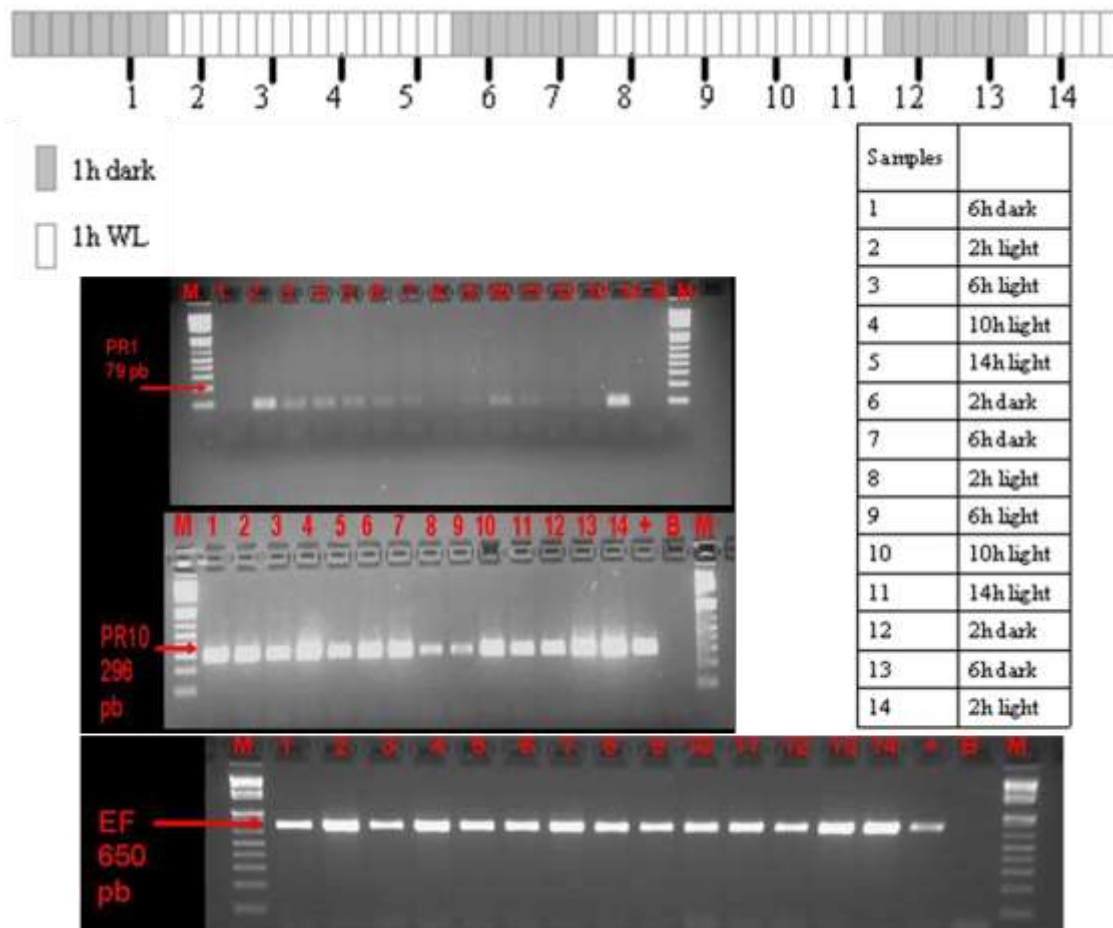 1 2 3 4 5 6 7 8 9 10 11 12 13 14
1h dark
1h WL
Samples
1 6h dark
2 2h light
3 6h light
4 10h light
5 14h light
6 2h dark
7 6h dark
8 2h light
9 6h light
10 10h light
11 14h light
12 2h dark
13 6h dark
14 2h light
M M
PR1
79 pb
M 1 2 3 4 5 6 7 8 9 10 11 12 13 14 + B M
PR10
296
pb
M 1 2 3 4 5 6 7 8 9 10 11 12 13 14 + B M
EF
650
pb